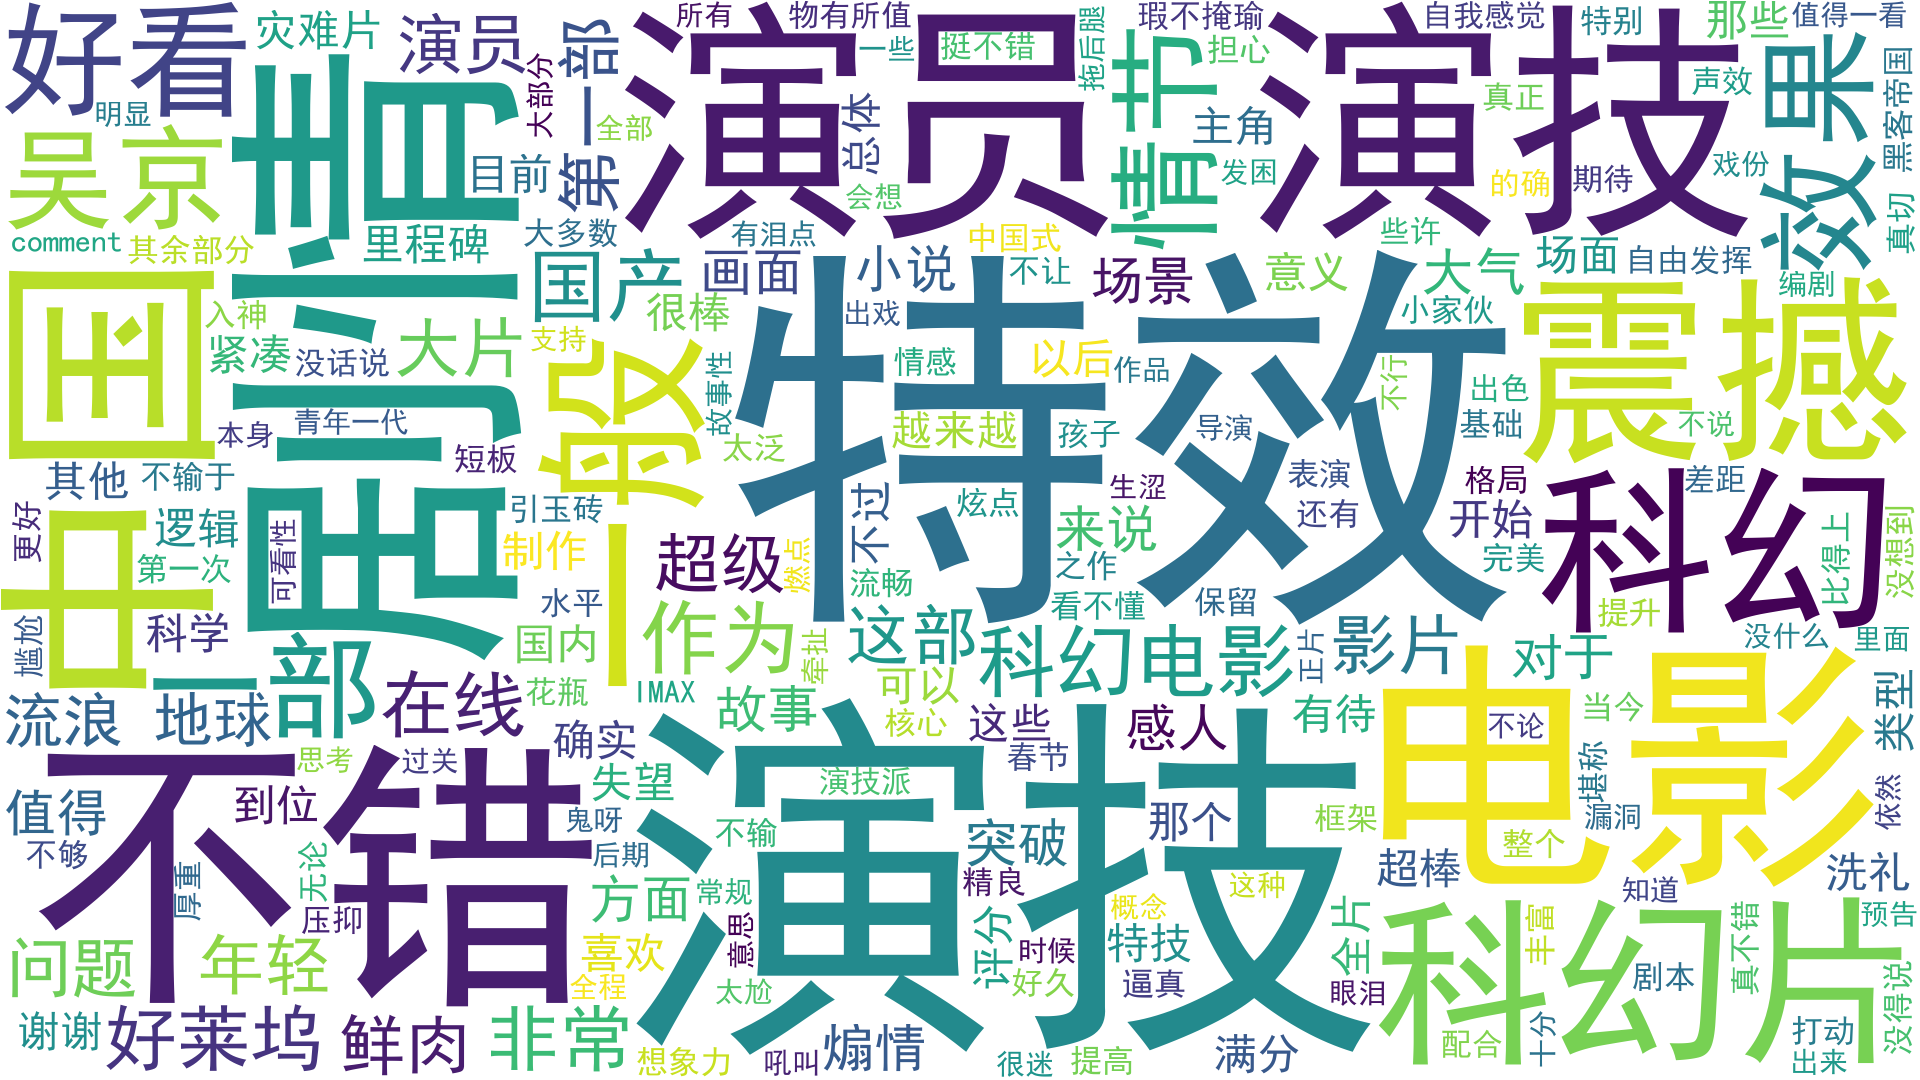 好看
灾难片
演员
大部分
第一部
所有
物有所值
一些
挺不错
拖后腿
瑕不掩瑜
担心
自我感觉
特别
那些
值得一看
明显
剧情
全部
演员
总体
情节
主角
演技
真正
声效
效果
黑客帝国
吴京
目前
发困
戏份
的确
期待
真切
comment
其余部分
里程碑
大多数
有泪点
会想
中国式
些许
场面
自由发挥
中国
国产
画面
小说
不让
场景
意义
大气
编剧
入神
紧凑
没话说
大片
支持
很棒
出戏
特效
小家伙
震撼
一般
故事性
情感
以后
作品
不行
出色
不说
本身
青年一代
短板
太泛
越来越
孩子
导演
基础
其他
不输于
引玉砖
不过
炫点
生涩
表演
格局
差距
科幻
更好
逻辑
可看性
制作
超级
燃点
来说
还有
开始
比得上
没想到
第一次
流畅
之作
完美
尴尬
科学
水平
看不懂
保留
提升
国内
作为
牵扯
这部
科幻电影
正片
影片
对于
没什么
里面
一部
花瓶
IMAX
可以
流浪
地球
在线
故事
核心
这些
感人
有待
不论
当今
电影
类型
不错
确实
春节
思考
过关
失望
演技
演技派
堪称
值得
到位
鬼呀
那个
框架
漏洞
依然
不够
不输
突破
整个
后期
超棒
洗礼
厚重
无论
方面
常规
精良
这种
知道
压抑
意思
概念
预告
问题
年轻
喜欢
评分
时候
特技
全片
科幻片
丰富
真不错
全程
太尬
好久
逼真
眼泪
剧本
没得说
谢谢
好莱坞
鲜肉
非常
煽情
满分
十分
打动
想象力
吼叫
很迷
提高
配合
出来